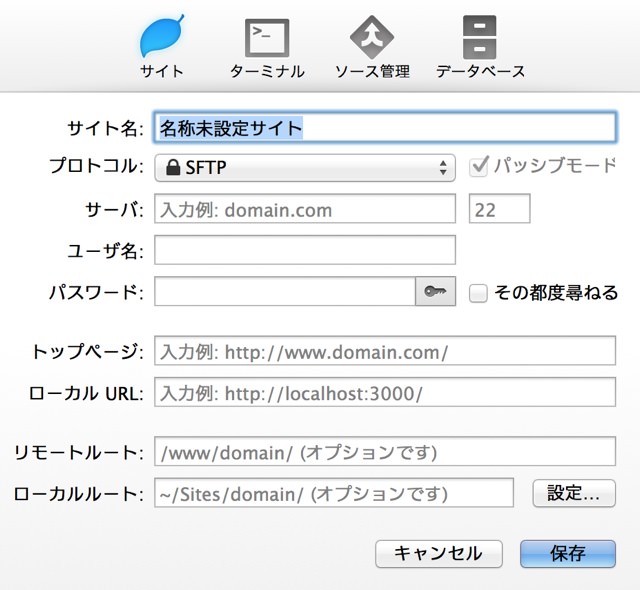 サイト ターミナル ソース管理 データベース
サイト名: 名称未設定サイト
プロトコル: SFTP パッシブモード
サーバ: 入力例: domain.com 22
ユーザ名:
パスワード: その都度尋ねる
トップページ: 入力例: http://www.domain.com/
ローカル URL: 入力例: http://localhost:3000/
リモートルート: /www/domain/ (オプションです)
ローカルルート: ~/Sites/domain/ (オプションです) 設定...
キャンセル 保存